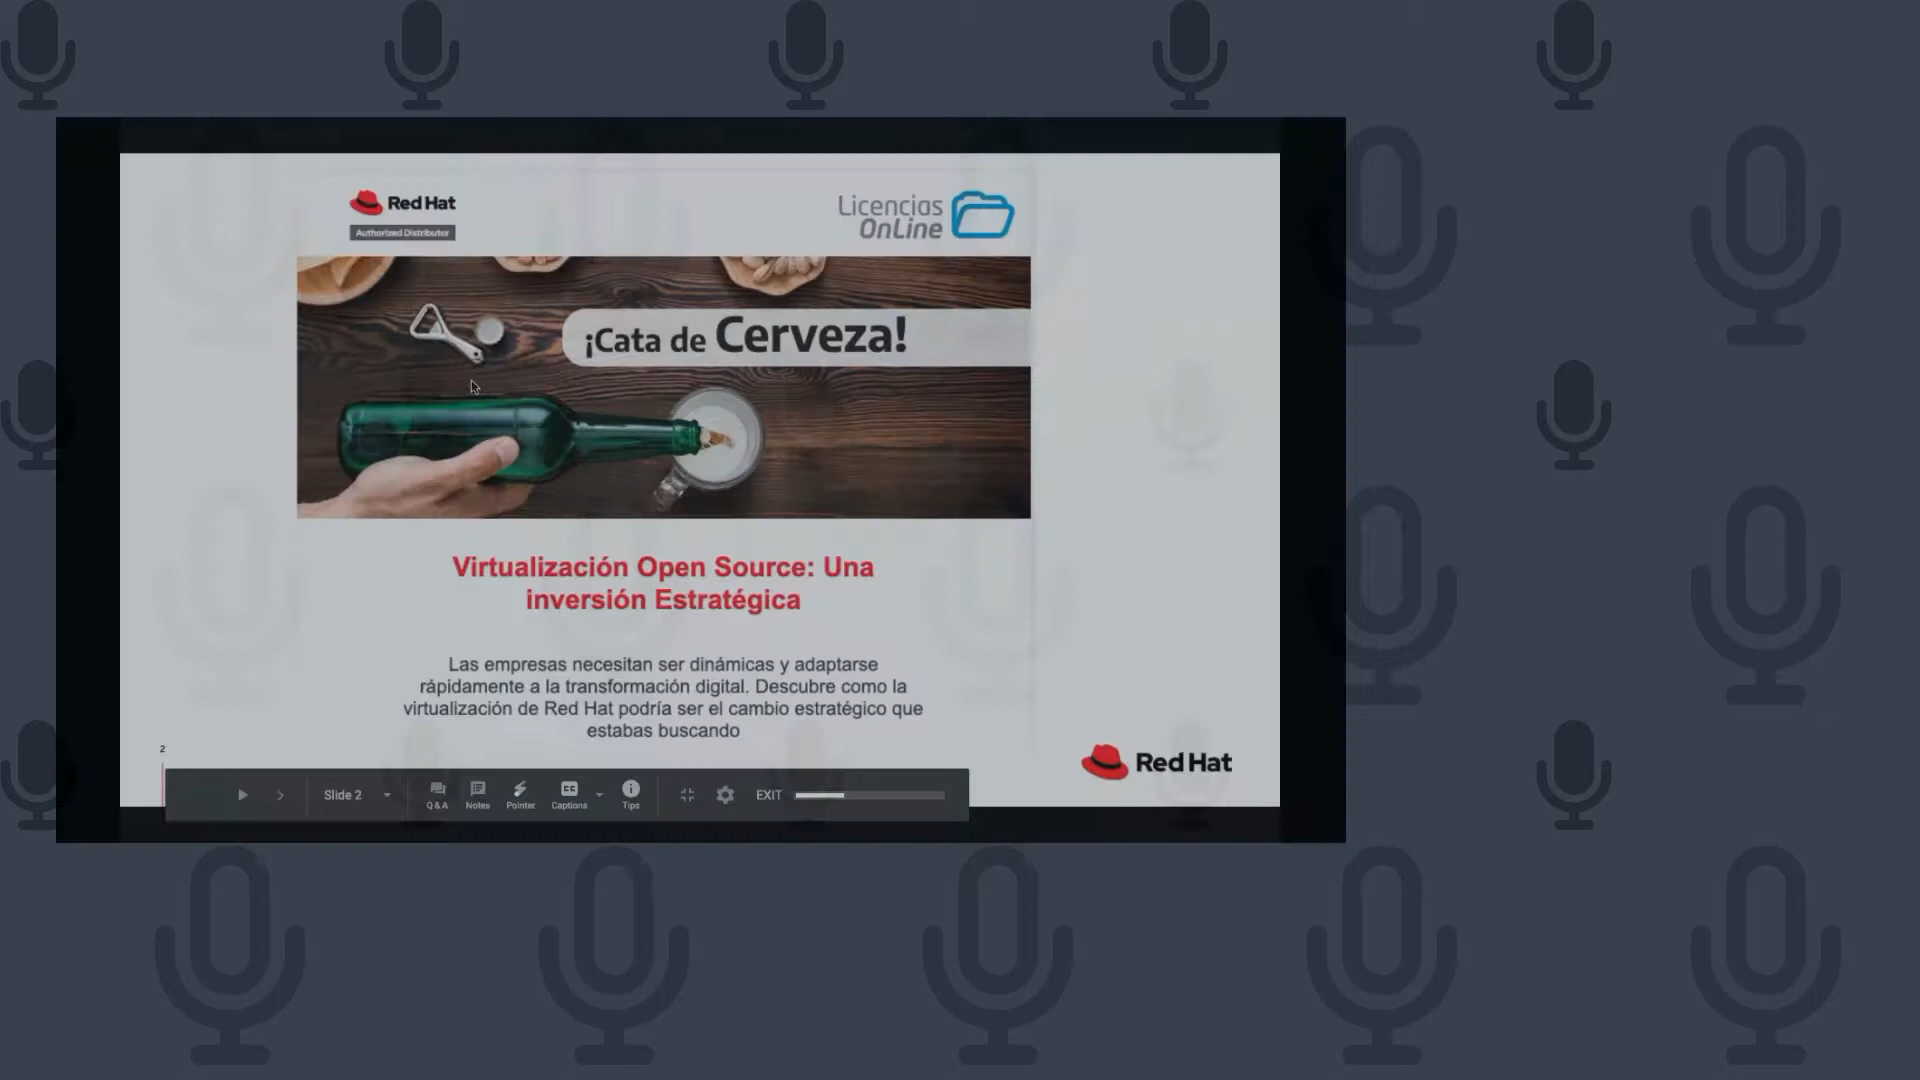 Red Hat
Authorized Distributor
Licencias
OnLine
¡Cata de Cerveza!
Virtualización Open Source: Una
inversión Estratégica
Las empresas necesitan ser dinámicas y adaptarse
rápidamente a la transformación digital. Descubre como la
virtualización de Red Hat podría ser el cambio estratégico que
estabas buscando
2
Red Hat
Slide 2
Q & A
Notes
Pointer
CC
Captions
Tips
EXIT